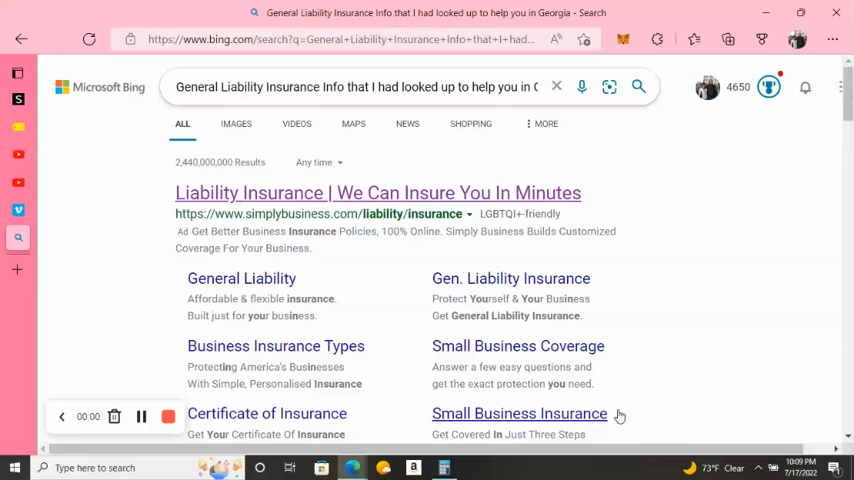 General Liability Insurance Info that I had looked up to help you in Georgia - Search
https://www.bing.com/search?q=General+Liability+Insurance+Info+that+I+had...
Microsoft Bing
General Liability Insurance Info that I had looked up to help you in G
4650
ALL IMAGES VIDEOS MAPS NEWS SHOPPING MORE
2,440,000,000 Results Any time
Liability Insurance | We Can Insure You In Minutes
https://www.simplybusiness.com/liability/insurance LGBTQI+-friendly
Ad Get Better Business Insurance Policies, 100% Online. Simply Business Builds Customized
Coverage For Your Business.
General Liability
Affordable & flexible insurance.
Built just for your business.
Gen. Liability Insurance
Protect Yourself & Your Business
Get General Liability Insurance.
Business Insurance Types
Protecting America's Businesses
With Simple, Personalised Insurance
Small Business Coverage
Answer a few easy questions and
get the exact protection you need.
00:00
Certificate of Insurance
Get Your Certificate Of Insurance
Small Business Insurance
Get Covered In Just Three Steps
Type here to search
73°F Clear
10:09 PM
7/17/2022